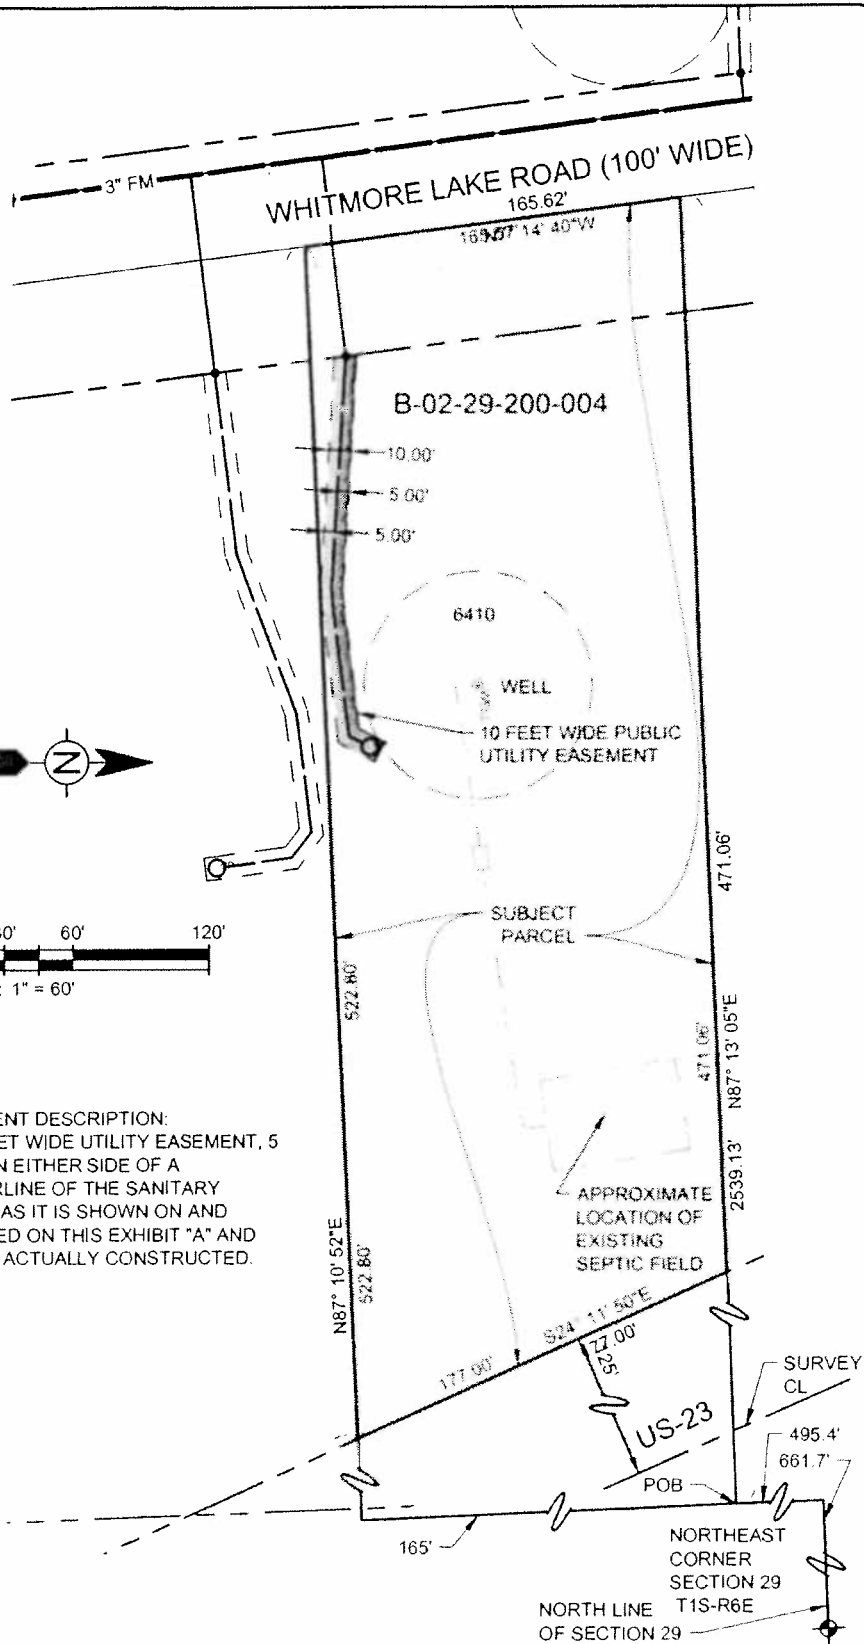 3" FM
WHITMORE LAKE ROAD (100' WIDE)
165.62'
14' 40"W
B-02-29-200-004
10.00'
5.00'
5.00'
6410
WELL
10 FEET WIDE PUBLIC
UTILITY EASEMENT
N
471.06'
SUBJECT
PARCEL
60'
120'
1" = 60'
522.80'
471.06'
N87° 13' 05"E
2539.13'
ENT DESCRIPTION:
ET WIDE UTILITY EASEMENT, 5
N EITHER SIDE OF A
RLINE OF THE SANITARY
AS IT IS SHOWN ON AND
ED ON THIS EXHIBIT "A" AND
ACTUALLY CONSTRUCTED.
APPROXIMATE
LOCATION OF
EXISTING
SEPTIC FIELD
N87° 10' 52"E
522.80'
S24° 11' 50"E
177.00'
77.00'
25'
US-23
SURVEY
CL
495.4'
661.7'
POB
165'
NORTHEAST
CORNER
SECTION 29
T1S-R6E
NORTH LINE
OF SECTION 29